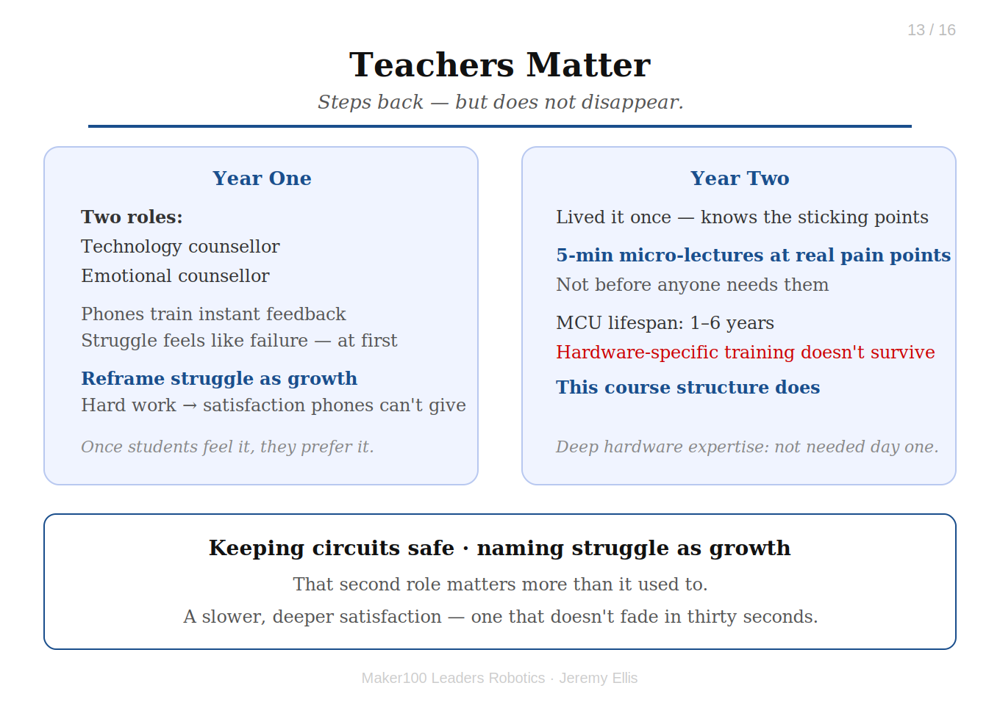 13 / 16
Teachers Matter
Steps back — but does not disappear.
Year One
Two roles:
Technology counsellor
Emotional counsellor
Phones train instant feedback
Struggle feels like failure — at first
Reframe struggle as growth
Hard work → satisfaction phones can't give
Once students feel it, they prefer it.
Year Two
Lived it once — knows the sticking points
5-min micro-lectures at real pain points
Not before anyone needs them
MCU lifespan: 1–6 years
Hardware-specific training doesn't survive
This course structure does
Deep hardware expertise: not needed day one.
Keeping circuits safe · naming struggle as growth
That second role matters more than it used to.
A slower, deeper satisfaction — one that doesn't fade in thirty seconds.
Maker100 Leaders Robotics · Jeremy Ellis